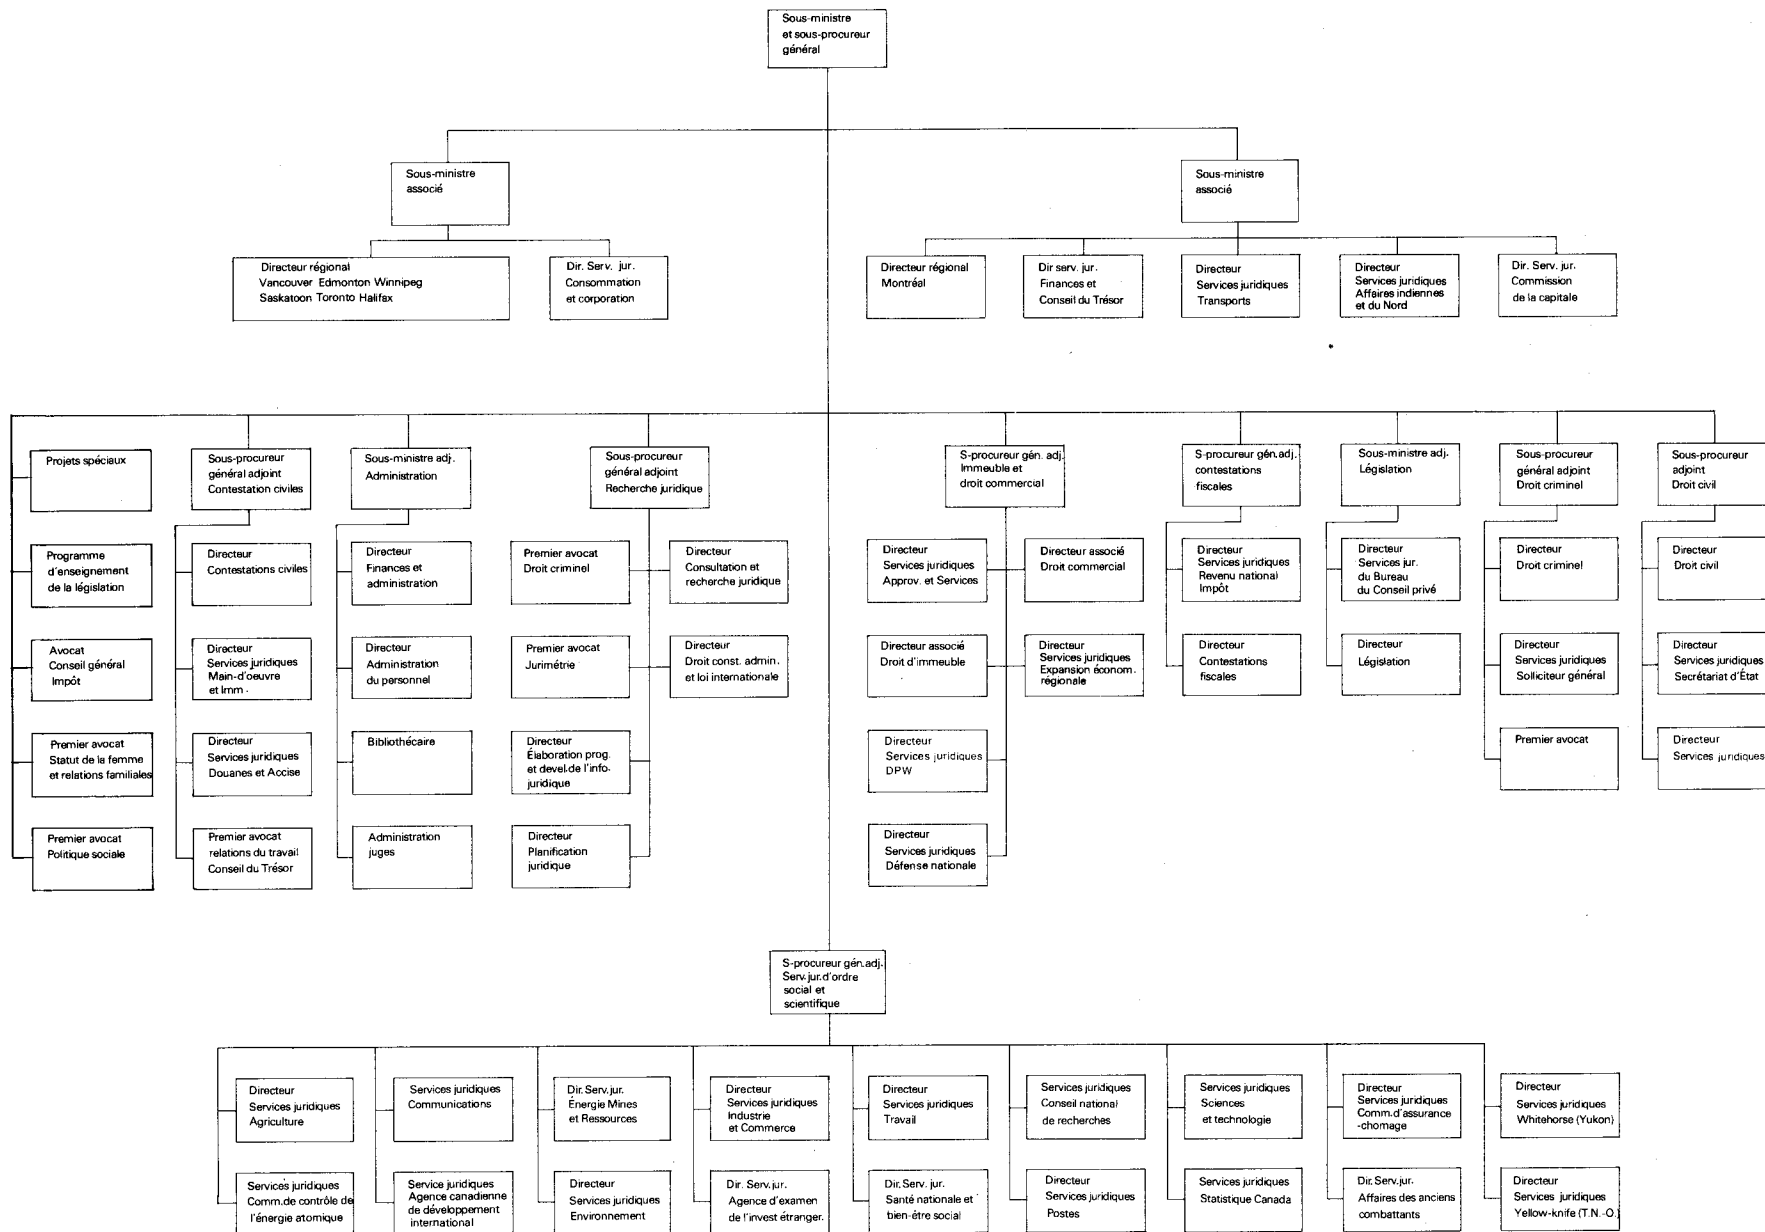 Sous-ministre
et sous-procureur
général
Sous-ministre
associé
Sous-ministre
associé
Directeur régional
Vancouver Edmonton Winnipeg
Saskatoon Toronto Halifax
Dir. Serv. jur.
Consommation
et corporation
Directeur régional
Montréal
Dir serv. jur.
Finances et
Conseil du Trésor
Directeur
Services juridiques
Transports
Directeur
Services juridiques
Affaires indiennes
et du Nord
Dir. Serv. jur.
Commission
de la capitale
Projets spéciaux
Sous-procureur
général adjoint
Contestation civiles
Sous-ministre adj.
Administration
Sous-procureur
général adjoint
Recherche juridique
S-procureur gén. adj.
Immeuble et
droit commercial
S-procureur gén.adj.
contestations
fiscales
Sous-ministre adj.
Législation
Sous-procureur
général adjoint
Droit criminel
Sous-procureur
adjoint
Droit civil
Programme
d'enseignement
de la législation
Directeur
Contestations civiles
Directeur
Finances et
administration
Premier avocat
Droit criminel
Directeur
Consultation et
recherche juridique
Directeur
Services juridiques
Approv. et Services
Directeur associé
Droit commercial
Directeur
Services juridiques
Revenu national
Impôt
Directeur
Services jur.
du Bureau
du Conseil privé
Directeur
Droit criminel
Directeur
Droit civil
Avocat
Conseil général
Impôt
Directeur
Services juridiques
Main-d'oeuvre
et Imm.
Directeur
Administration
du personnel
Premier avocat
Jurimétrie
Directeur
Droit const. admin.
et loi internationale
Directeur associé
Droit d'immeuble
Directeur
Services juridiques
Expansion économ.
régionale
Directeur
Contestations
fiscales
Directeur
Législation
Directeur
Services juridiques
Solliciteur général
Directeur
Services juridiques
Secrétariat d'État
Premier avocat
Statut de la femme
et relations familiales
Directeur
Services juridiques
Douanes et Accise
Bibliothécaire
Directeur
Élaboration prog.
et devel.de l'info.
juridique
Directeur
Services juridiques
DPW
Premier avocat
Directeur
Services juridiques
Premier avocat
Politique sociale
Premier avocat
relations du travail
Conseil du Trésor
Administration
juges
Directeur
Planification
juridique
Directeur
Services juridiques
Défense nationale
S-procureur gén.adj.
Serv.jur.d'ordre
social et
scientifique
Directeur
Services juridiques
Agriculture
Services juridiques
Communications
Dir. Serv.jur.
Énergie Mines
et Ressources
Directeur
Services juridiques
Industrie
et Commerce
Directeur
Services juridiques
Travail
Services juridiques
Conseil national
de recherches
Services juridiques
Sciences
et technologie
Directeur
Services juridiques
Comm.d'assurance
-chomage
Directeur
Services juridiques
Whitehorse (Yukon)
Services juridiques
Comm.de contrôle de
l'énergie atomique
Service juridiques
Agence canadienne
de développement
international
Directeur
Services juridiques
Environnement
Dir. Serv. jur.
Agence d'examen
de l'invest étranger.
Dir. Serv. jur.
Santé nationale et
bien-être social
Directeur
Services juridiques
Postes
Services juridiques
Statistique Canada
Dir. Serv.jur.
Affaires des anciens
combattants
Directeur
Services juridiques
Yellow-knife (T.N.-O.)